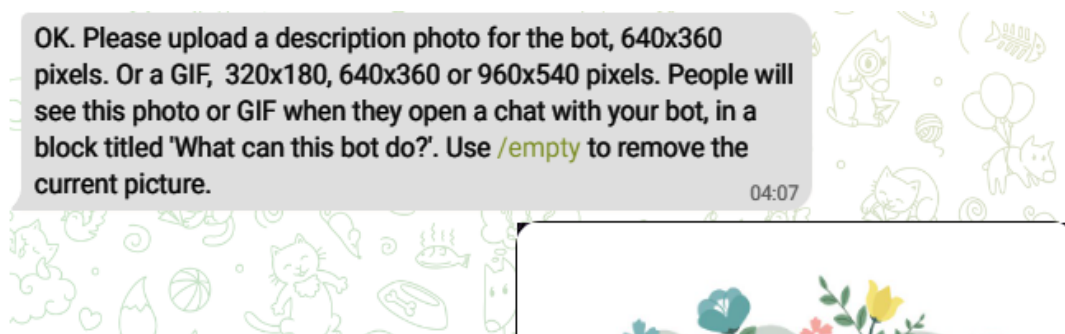 OK. Please upload a description photo for the bot, 640x360
pixels. Or a GIF,  320x180, 640x360 or 960x540 pixels. People will
see this photo or GIF when they open a chat with your bot, in a
block titled 'What can this bot do?'. Use /empty to remove the
current picture.
04:07